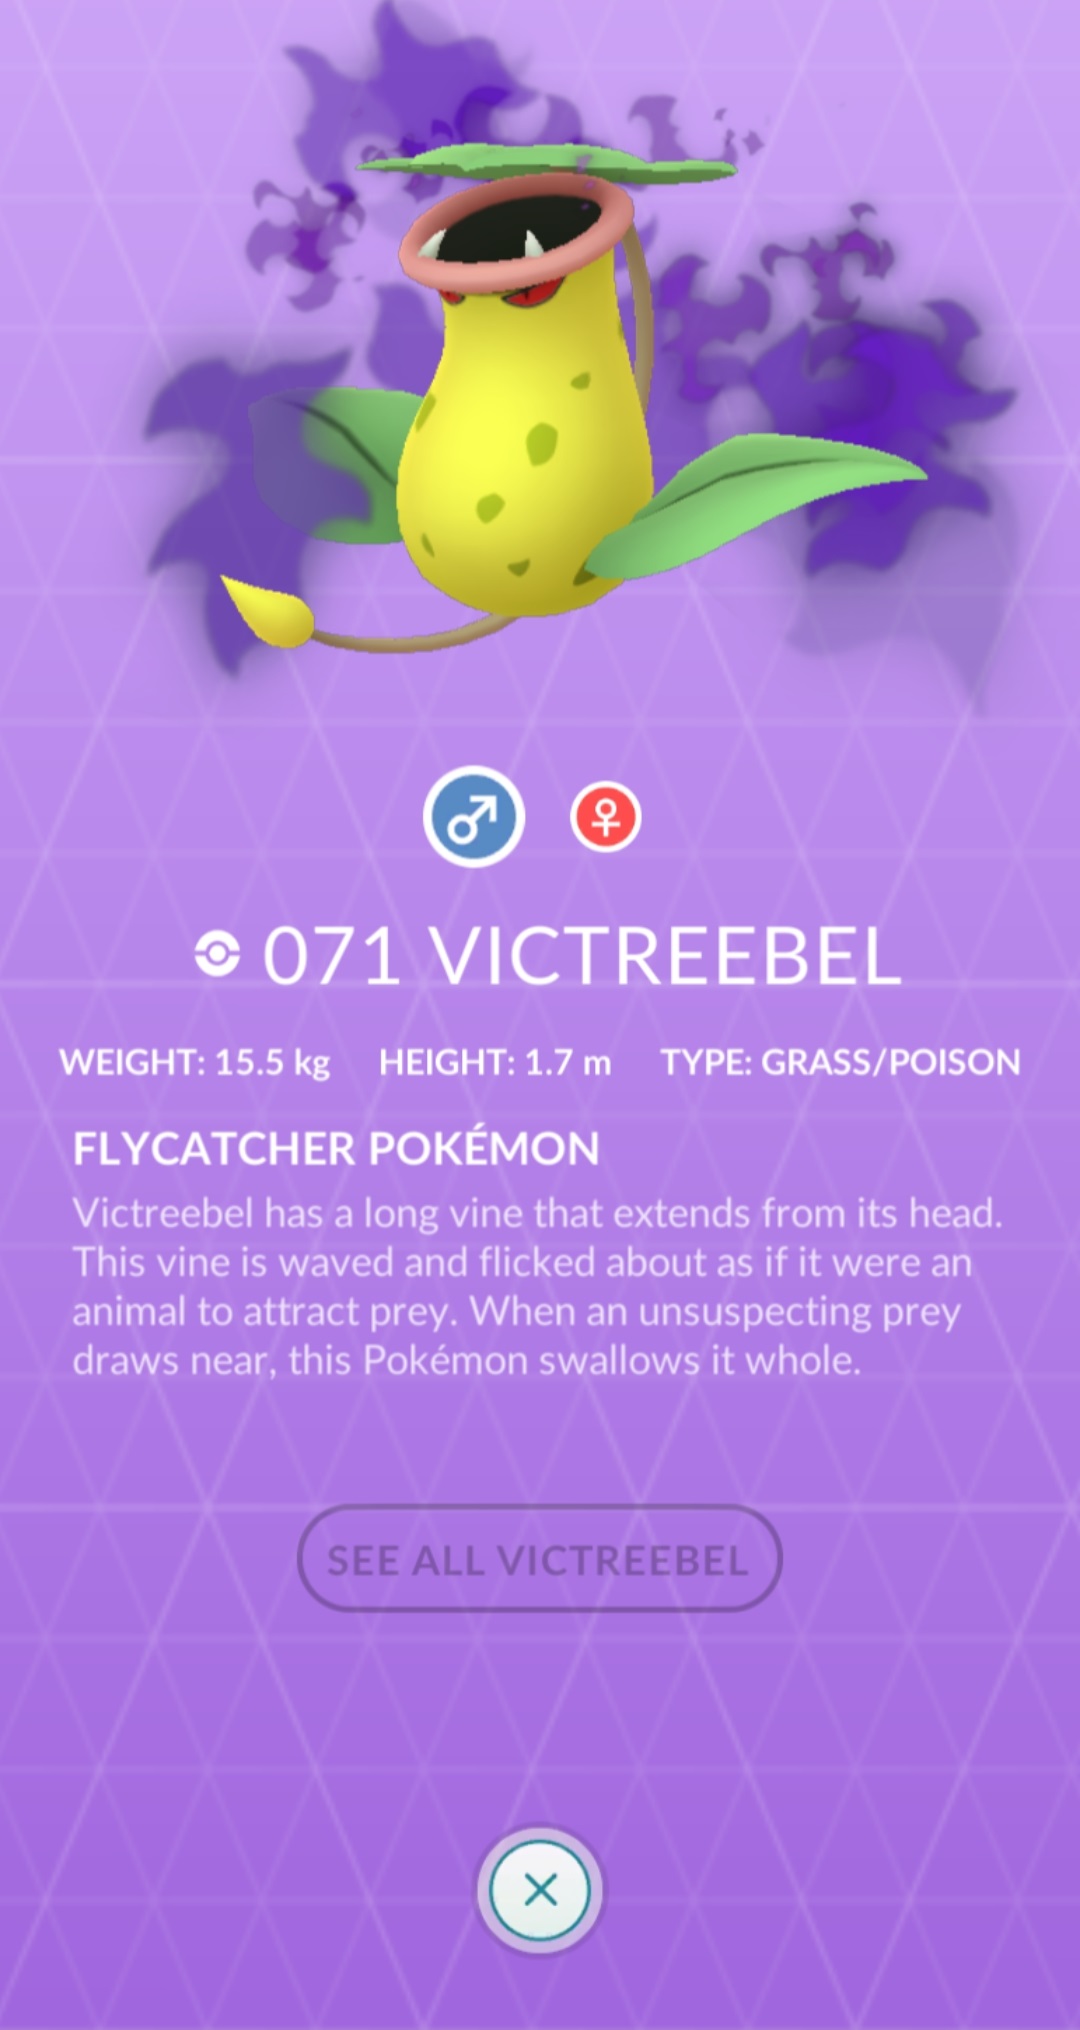 071 VICTREEBEL
WEIGHT: 15.5 kg HEIGHT: 1.7 m TYPE: GRASS/POISON
FLYCATCHER POKÉMON
Victreebel has a long vine that extends from its head.
This vine is waved and flicked about as if it were an
animal to attract prey. When an unsuspecting prey
draws near, this Pokémon swallows it whole.
SEE ALL VICTREEBEL